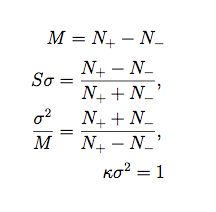 M = N₊ − N₋
Sσ = (N₊ − N₋)/(N₊ + N₋),
σ²/M = (N₊ + N₋)/(N₊ − N₋),
κσ² = 1